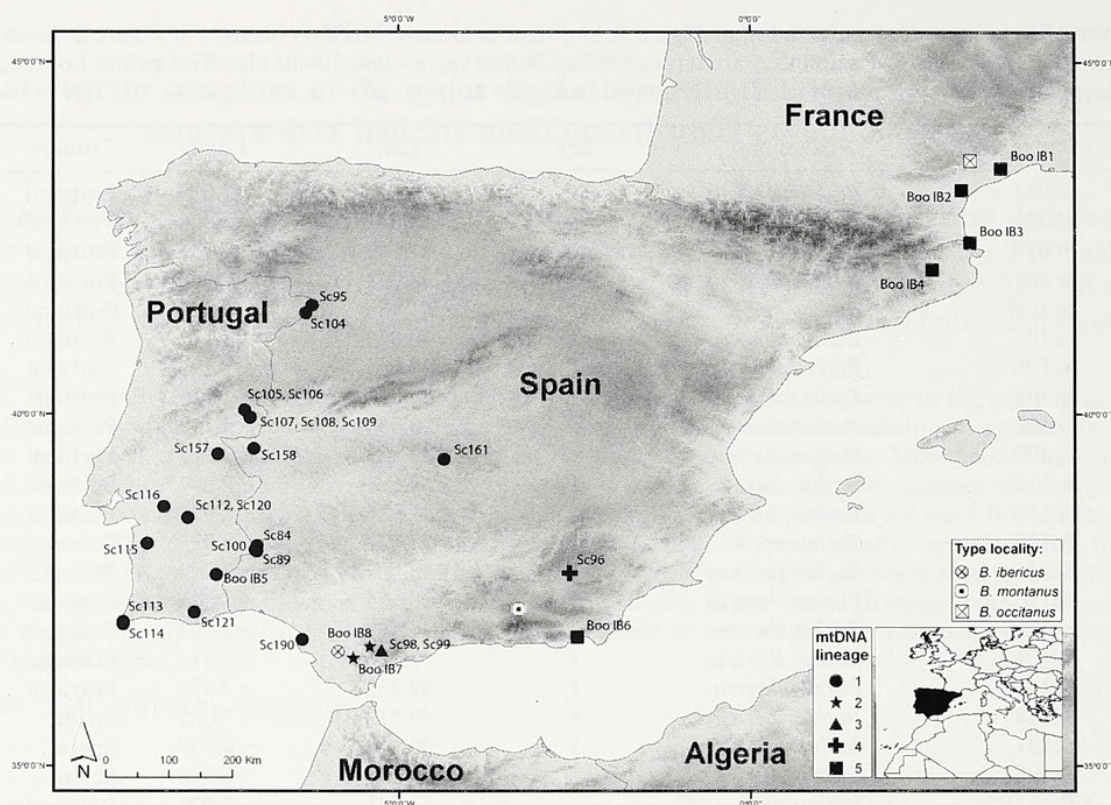 5°0'0"W
0°0'0"
45°0'0"N
45°0'0"N
France
Boo IB1
Boo IB2
Boo IB3
Boo IB4
Sc95
Sc104
Portugal
Spain
40°0'0"N
40°0'0"N
Sc105, Sc106
Sc107, Sc108, Sc109
Sc157
Sc158
Sc161
Sc116
Sc112, Sc120
Sc115
Sc84
Sc100
Sc89
Boo IB5
Sc96
Sc113
Sc114
Sc121
Sc190
Boo IB8
Sc98, Sc99
Boo IB7
Boo IB6
Type locality:
B. ibericus
B. montanus
B. occitanus
mtDNA
lineage
1
2
3
4
5
N
0 50 100 200 Km
Morocco
Algeria
35°0'0"N
35°0'0"N
5°0'0"W
0°0'0"